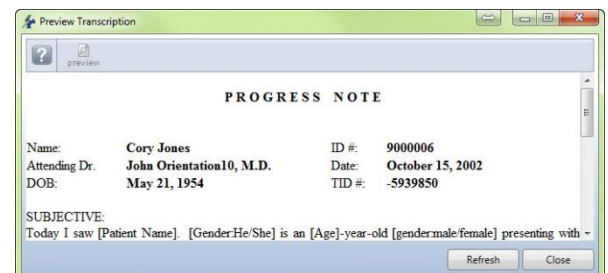 Preview Transcription
preview
PROGRESS NOTE
Name: Cory Jones ID #: 9000006
Attending Dr. John Orientation10, M.D. Date: October 15, 2002
DOB: May 21, 1954 TID #: -5939850
SUBJECTIVE:
Today I saw [Patient Name]. [Gender:He/She] is an [Age]-year-old [gender:male/female] presenting with
Refresh Close